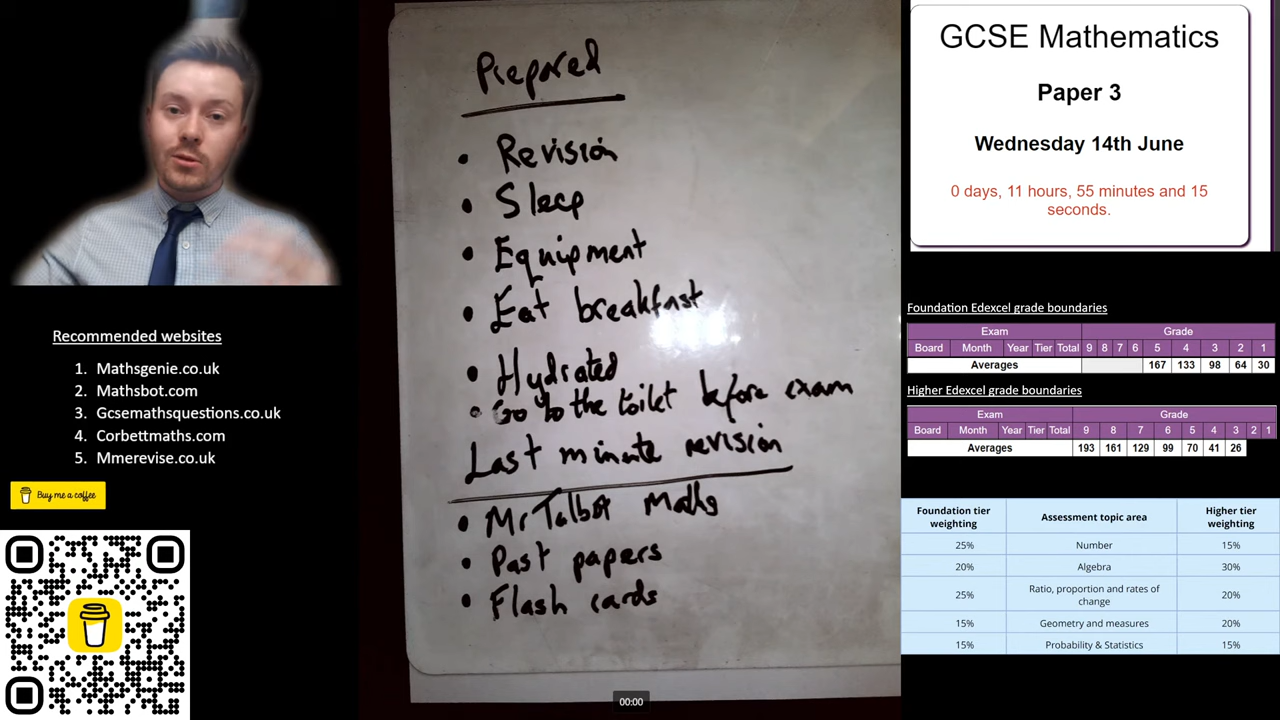 Prepared
• Revision
• Sleep
• Equipment
• Eat breakfast
• Hydrated
• Go to the toilet before exam
Last minute revision
• Mr Talbot Maths
• Past papers
• Flash cards
00:00
Recommended websites
1. Mathsgenie.co.uk
2. Mathsbot.com
3. Gcsemathsquestions.co.uk
4. Corbettmaths.com
5. Mmerevise.co.uk
Buy me a coffee
GCSE Mathematics
Paper 3
Wednesday 14th June
0 days, 11 hours, 55 minutes and 15
seconds.
Foundation Edexcel grade boundaries
Exam Grade
Board Month Year Tier Total 9 8 7 6 5 4 3 2 1
Averages 167 133 98 64 30
Higher Edexcel grade boundaries
Exam Grade
Board Month Year Tier Total 9 8 7 6 5 4 3 2 1
Averages 193 161 129 99 70 41 26
Foundation tier
weighting
Assessment topic area
Higher tier
weighting
25% Number 15%
20% Algebra 30%
25% Ratio, proportion and rates of
change 20%
15% Geometry and measures 20%
15% Probability & Statistics 15%